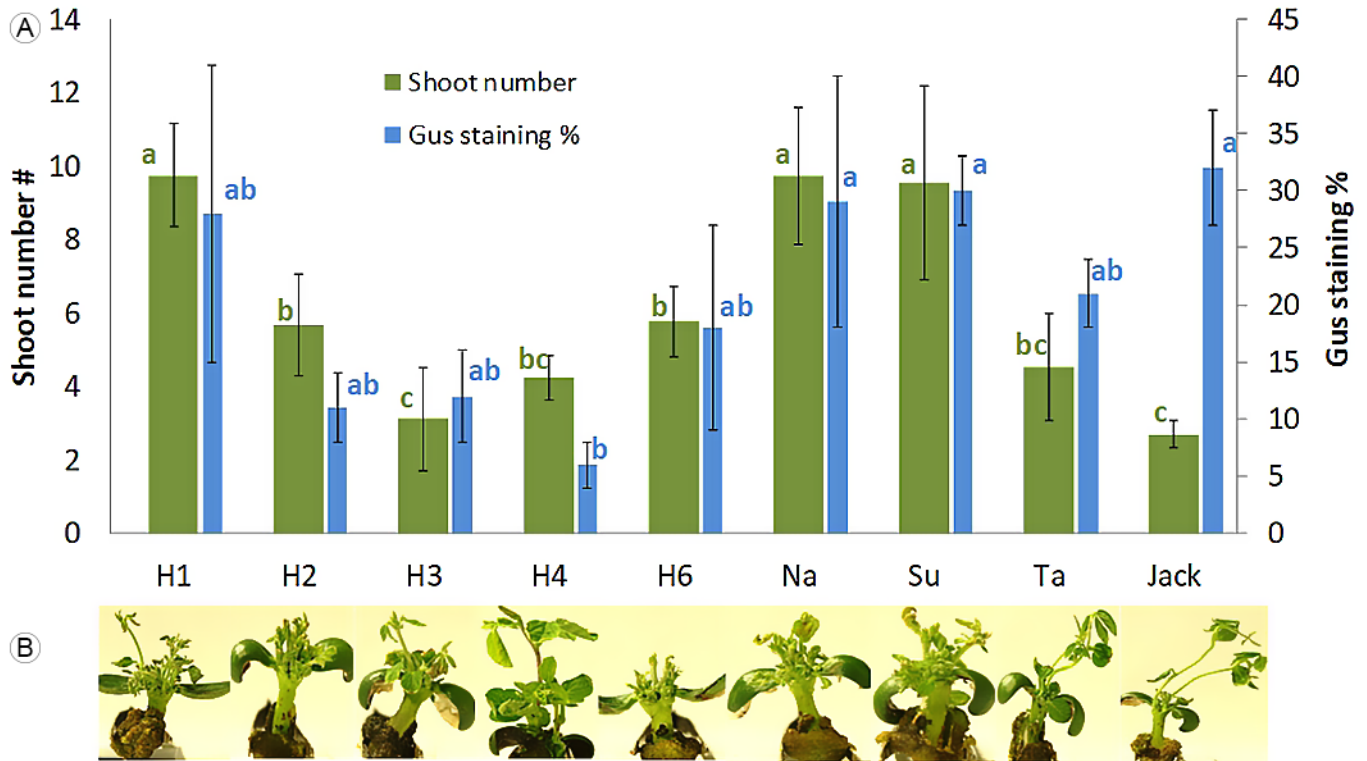 A
14
12
10
8
6
4
2
0
Shoot number #
Shoot number
Gus staining %
a
ab
b
ab
c
ab
bc
b
b
ab
a
a
a
a
bc
ab
c
a
45
40
35
30
25
20
15
10
5
0
Gus staining %
H1 H2 H3 H4 H6 Na Su Ta Jack
B